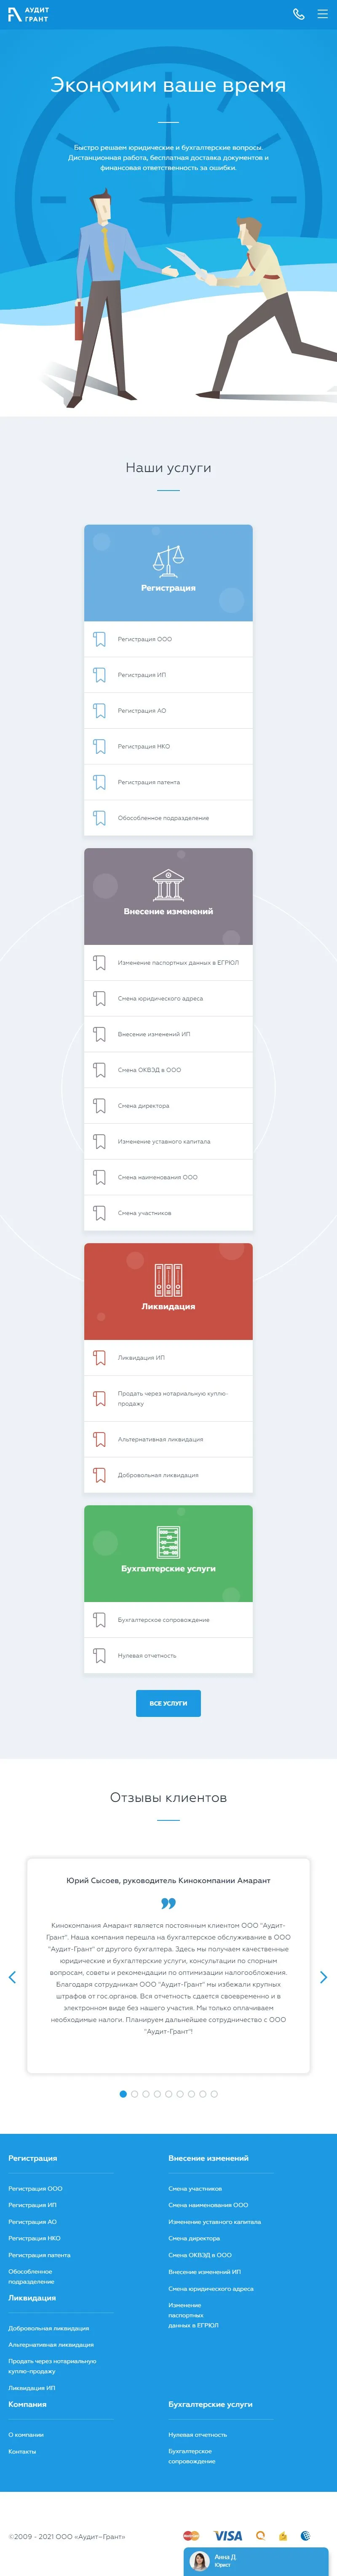 АУДИТ
ГРАНТ
Экономим ваше время
Быстро решаем юридические и бухгалтерские вопросы.
Дистанционная работа, бесплатная доставка документов и
финансовая ответственность за ошибки.
Наши услуги
Регистрация
Регистрация ООО
Регистрация ИП
Регистрация АО
Регистрация НКО
Регистрация патента
Обособленное подразделение
Внесение изменений
Изменение паспортных данных в ЕГРЮЛ
Смена юридического адреса
Внесение изменений ИП
Смена ОКВЭД в ООО
Смена директора
Изменение уставного капитала
Смена наименования ООО
Смена участников
Ликвидация
Ликвидация ИП
Продать через нотариальную куплю-
продажу
Альтернативная ликвидация
Добровольная ликвидация
Бухгалтерские услуги
Бухгалтерское сопровождение
Нулевая отчетность
ВСЕ УСЛУГИ
Отзывы клиентов
Юрий Сысоев, руководитель Кинокомпании Амарант
Кинокомпания Амарант является постоянным клиентом ООО "Аудит-
Грант". Наша компания перешла на бухгалтерское обслуживание в ООО
"Аудит-Грант" от другого бухгалтера. Здесь мы получаем качественные
юридические и бухгалтерские услуги, консультации по спорным
вопросам, советы и рекомендации по оптимизации налогообложения.
Благодаря сотрудникам ООО "Аудит-Грант" мы избежали крупных
штрафов от гос.органов. Вся отчетность сдается своевременно и в
электронном виде без нашего участия. Мы только оплачиваем
необходимые налоги. Планируем дальнейшее сотрудничество с ООО
"Аудит-Грант"!
Регистрация
Регистрация ООО
Регистрация ИП
Регистрация АО
Регистрация НКО
Регистрация патента
Обособленное
подразделение
Ликвидация
Добровольная ликвидация
Альтернативная ликвидация
Продать через нотариальную
куплю-продажу
Ликвидация ИП
Компания
О компании
Контакты
Внесение изменений
Смена участников
Смена наименования ООО
Изменение уставного капитала
Смена директора
Смена ОКВЭД в ООО
Внесение изменений ИП
Смена юридического адреса
Изменение
паспортных
данных в ЕГРЮЛ
Бухгалтерские услуги
Нулевая отчетность
Бухгалтерское
сопровождение
©2009 - 2021 ООО «Аудит–Грант»
VISA
Анна Д.
Юрист